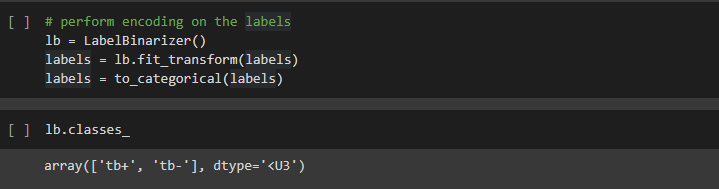 [ ] # perform encoding on the labels
lb = LabelBinarizer()
labels = lb.fit_transform(labels)
labels = to_categorical(labels)
[ ] lb.classes_
array(['tb+', 'tb-'], dtype='<U3')